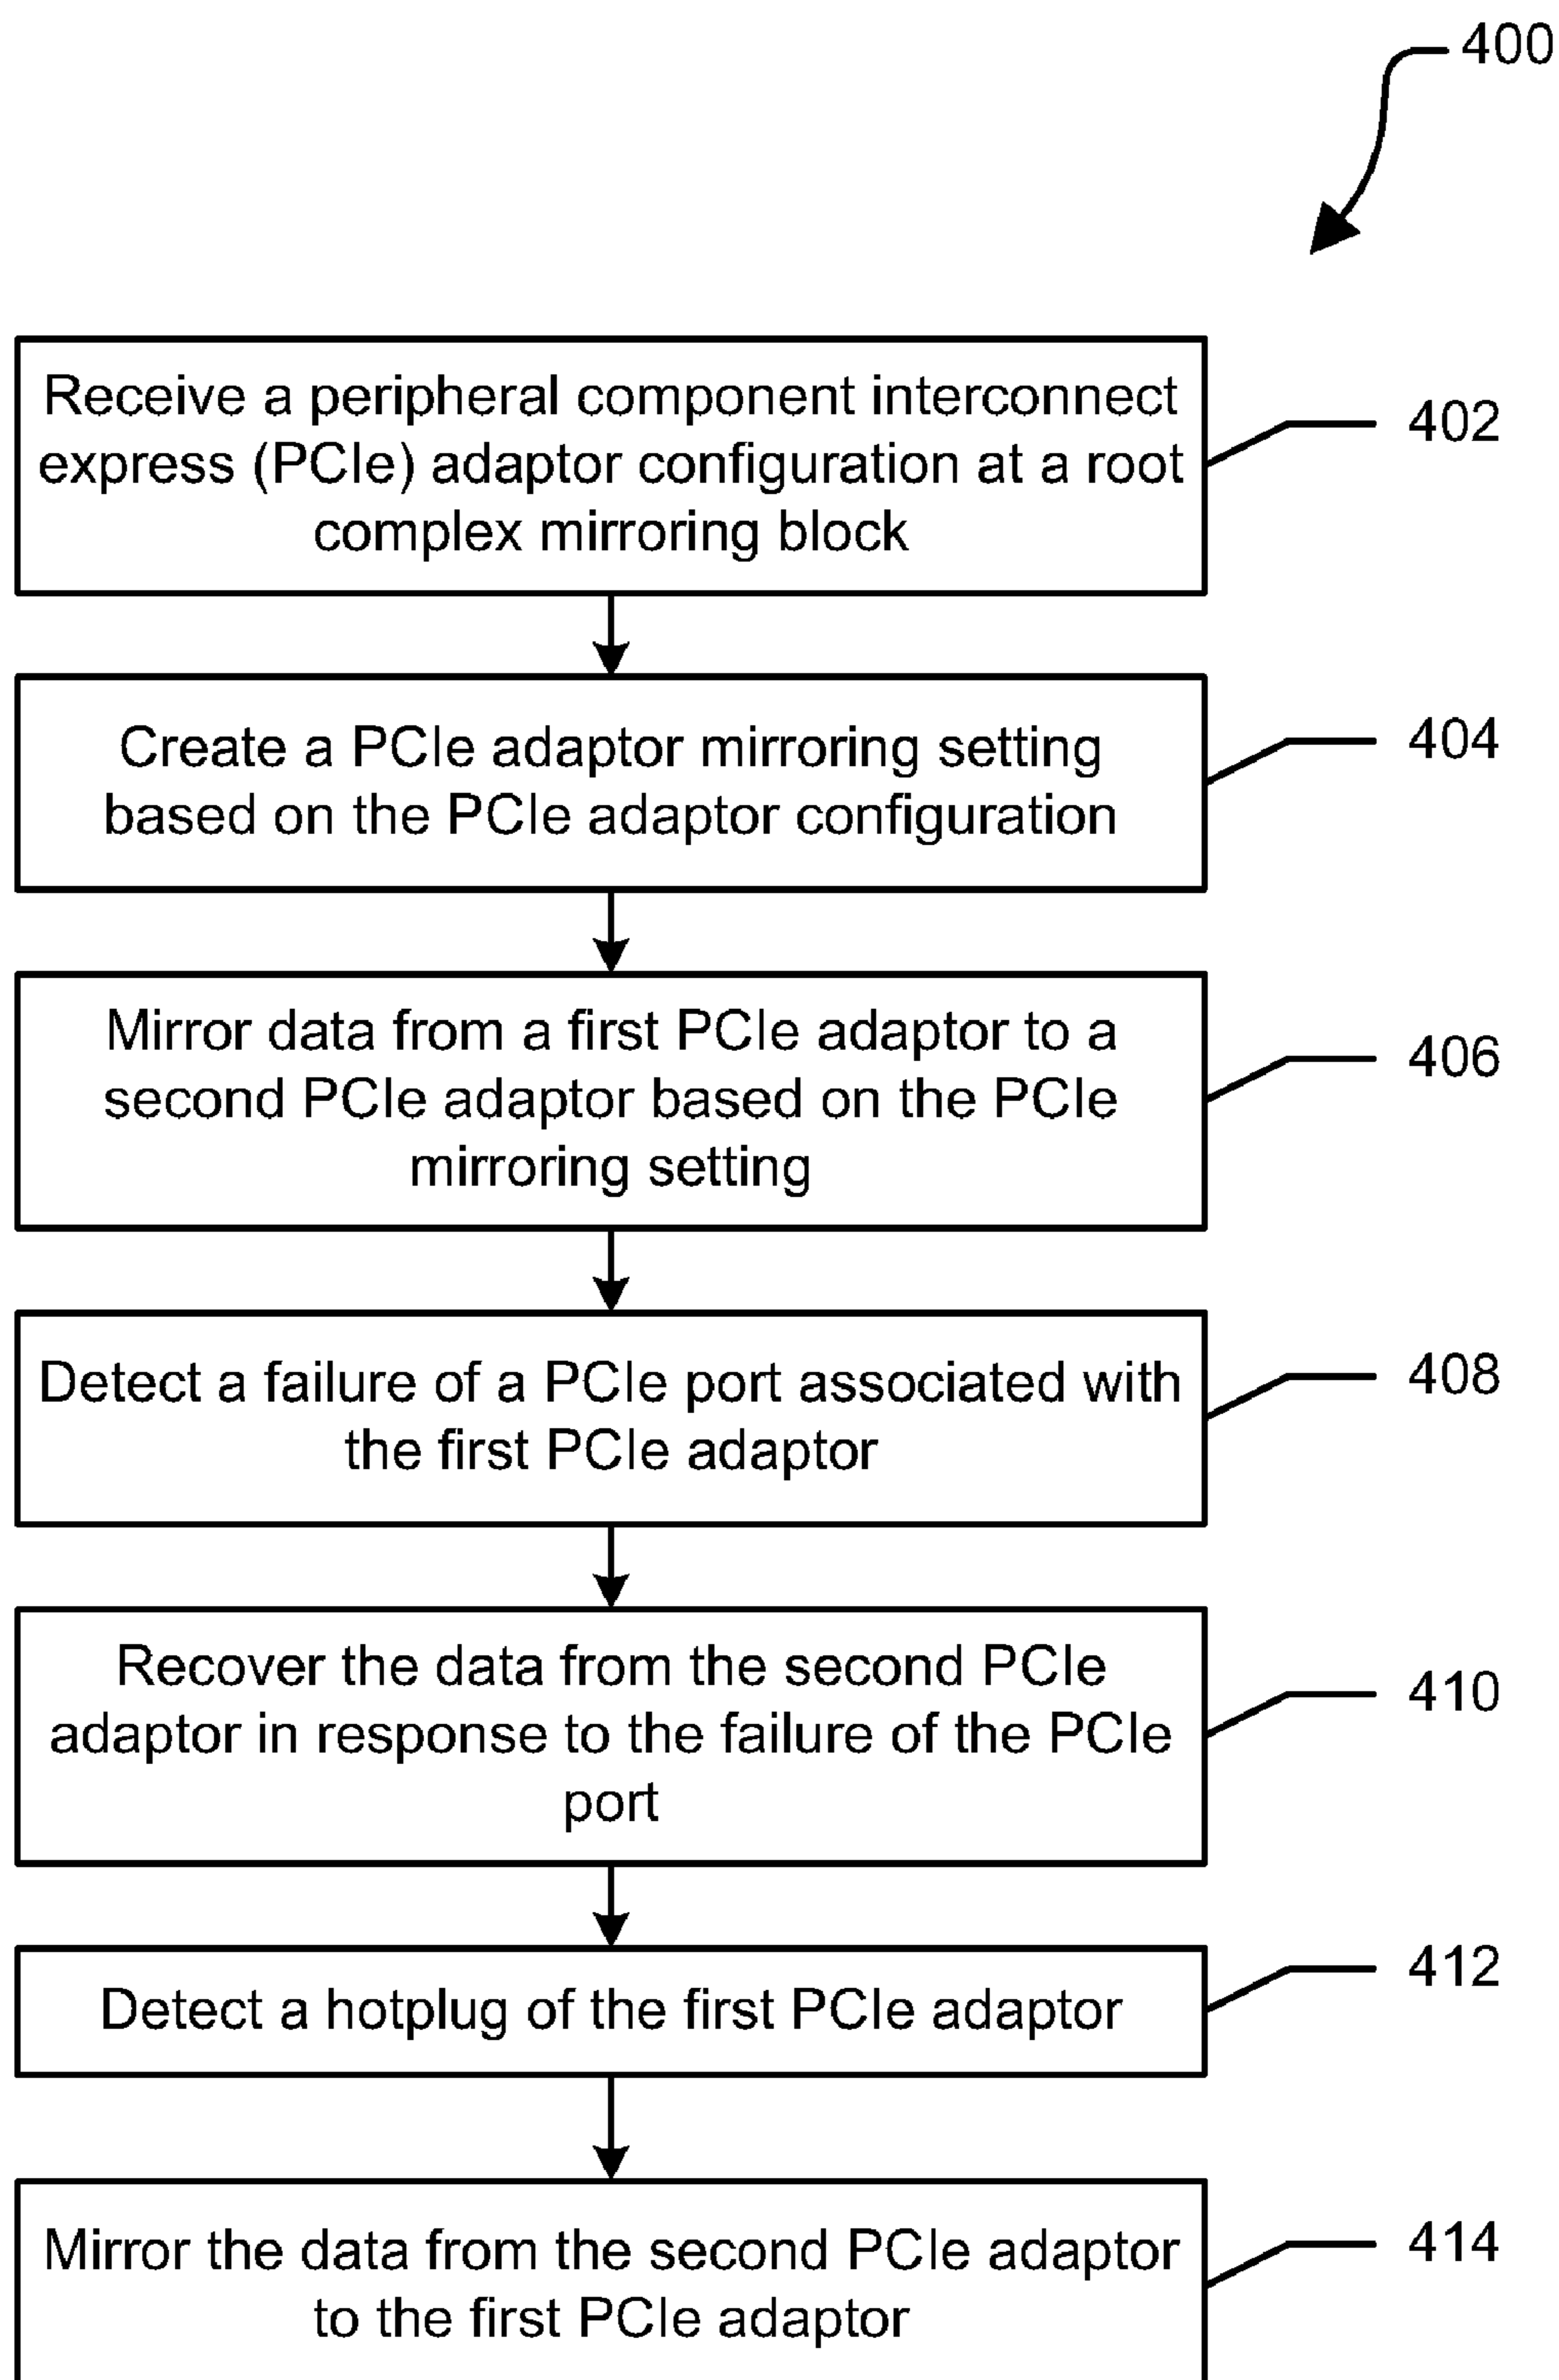 400
Receive a peripheral component interconnect
express (PCIe) adaptor configuration at a root
complex mirroring block
402
Create a PCIe adaptor mirroring setting
based on the PCIe adaptor configuration
404
Mirror data from a first PCIe adaptor to a
second PCIe adaptor based on the PCIe
mirroring setting
406
Detect a failure of a PCIe port associated with
the first PCIe adaptor
408
Recover the data from the second PCIe
adaptor in response to the failure of the PCIe
port
410
Detect a hotplug of the first PCIe adaptor
412
Mirror the data from the second PCIe adaptor
to the first PCIe adaptor
414